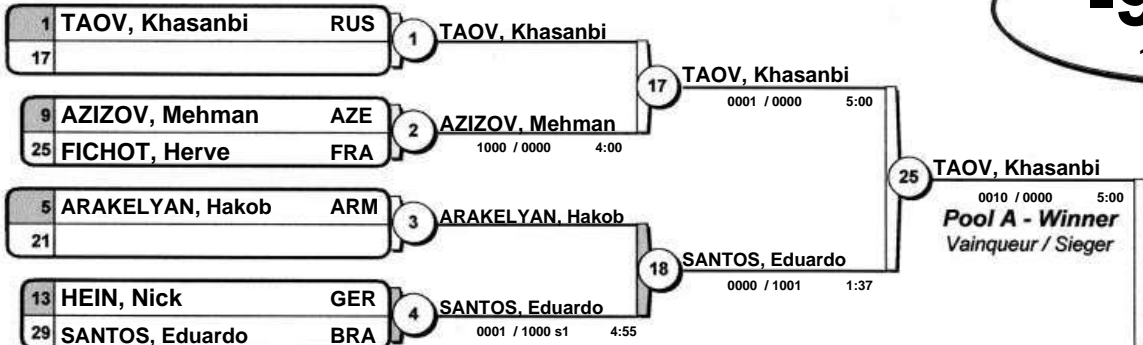 1 TAOV, Khasanbi RUS
17
1
TAOV, Khasanbi
9 AZIZOV, Mehman AZE
25 FICHOT, Herve FRA
2
AZIZOV, Mehman
1000 / 0000 4:00
17
TAOV, Khasanbi
0001 / 0000 5:00
5 ARAKELYAN, Hakob ARM
21
3
ARAKELYAN, Hakob
13 HEIN, Nick GER
29 SANTOS, Eduardo BRA
4
SANTOS, Eduardo
0001 / 1000 s1 4:55
18
SANTOS, Eduardo
0000 / 1001 1:37
25
TAOV, Khasanbi
0010 / 0000 5:00
Pool A - Winner
Vainqueur / Sieger